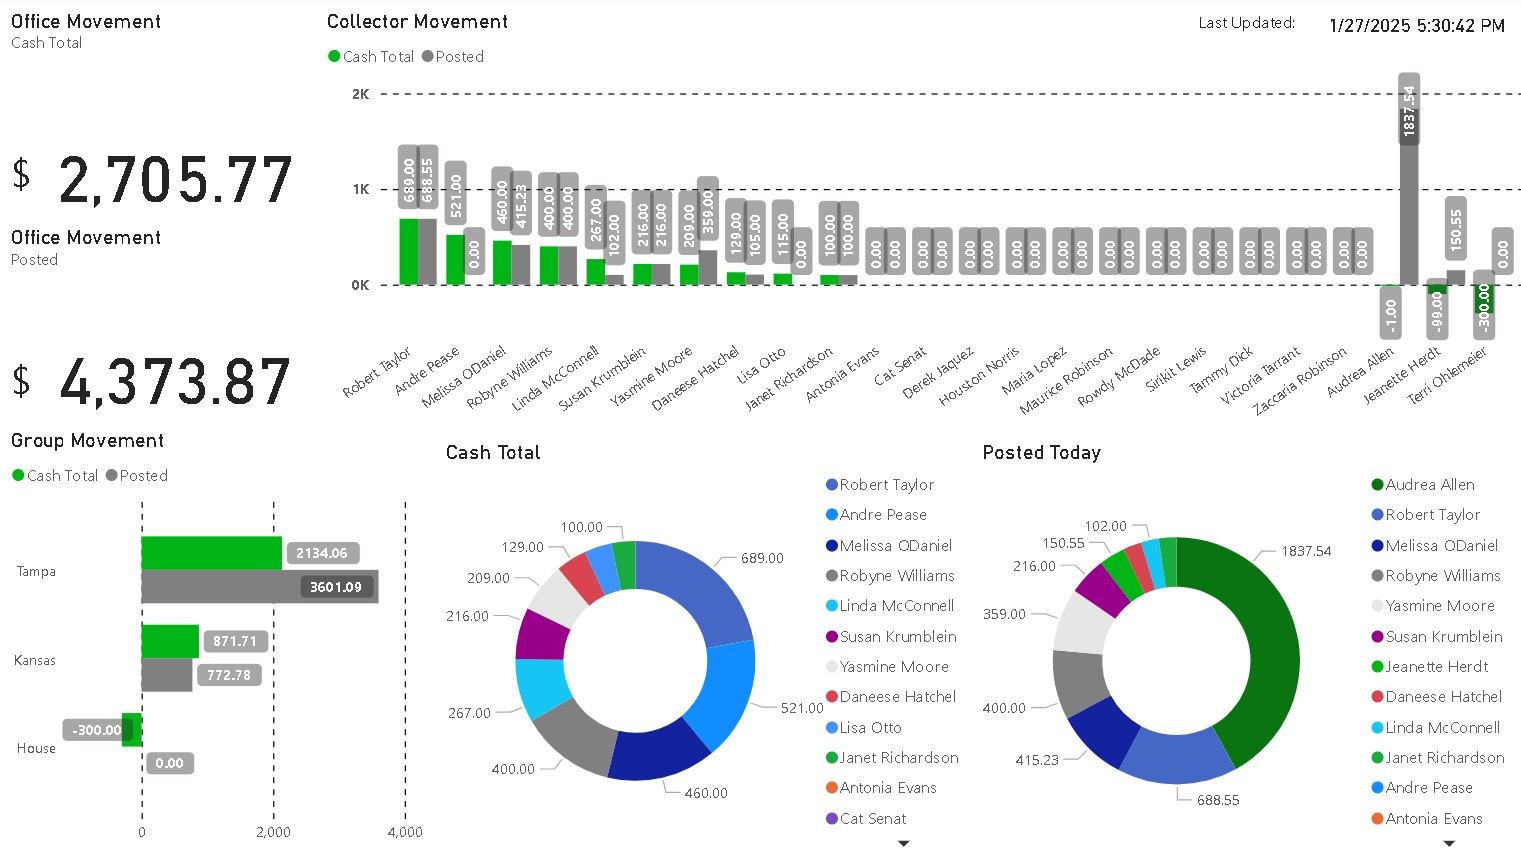 Office Movement
Cash Total
$ 2,705.77
Office Movement
Posted
$ 4,373.87
Collector Movement
Cash Total Posted
Last Updated: 1/27/2025 5:30:42 PM
2K
1K
0K
689.00 688.55 521.00 0.00 460.00 415.23 400.00 400.00 267.00 102.00 216.00 216.00 209.00 359.00 129.00 105.00 115.00 0.00 100.00 100.00 0.00 0.00 0.00 0.00 0.00 0.00 0.00 0.00 0.00 0.00 0.00 0.00 0.00 0.00 0.00 0.00 0.00 0.00 0.00 0.00 0.00 0.00 -1.00 1837.54 -99.00 150.55 -300.00 0.00
Robert Taylor
Andre Pease
Melissa ODaniel
Robyne Williams
Linda McConnell
Susan Krumblein
Yasmine Moore
Daneese Hatchel
Lisa Otto
Janet Richardson
Antonia Evans
Cat Senat
Derek Jaquez
Houston Norris
Maria Lopez
Maurice Robinson
Rowdy McDade
Sirikit Lewis
Tammy Dick
Victoria Tarrant
Zaccaria Robinson
Audrea Allen
Jeanette Herdt
Terri Ohlemeier
Group Movement
Cash Total Posted
Tampa
2134.06
3601.09
Kansas
871.71
772.78
House
-300.00
0.00
0 2,000 4,000
Cash Total
100.00
129.00
209.00
216.00
267.00
400.00
460.00
521.00
689.00
Robert Taylor
Andre Pease
Melissa ODaniel
Robyne Williams
Linda McConnell
Susan Krumblein
Yasmine Moore
Daneese Hatchel
Lisa Otto
Janet Richardson
Antonia Evans
Cat Senat
Posted Today
102.00
150.55
216.00
359.00
400.00
415.23
688.55
1837.54
Audrea Allen
Robert Taylor
Melissa ODaniel
Robyne Williams
Yasmine Moore
Susan Krumblein
Jeanette Herdt
Daneese Hatchel
Linda McConnell
Janet Richardson
Andre Pease
Antonia Evans